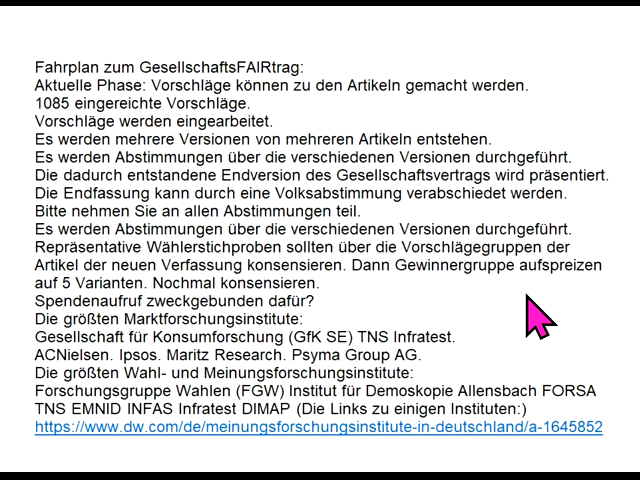 Fahrplan zum GesellschaftsFAIRtrag:
Aktuelle Phase: Vorschläge können zu den Artikeln gemacht werden.
1085 eingereichte Vorschläge.
Vorschläge werden eingearbeitet.
Es werden mehrere Versionen von mehreren Artikeln entstehen.
Es werden Abstimmungen über die verschiedenen Versionen durchgeführt.
Die dadurch entstandene Endversion des Gesellschaftsvertrags wird präsentiert.
Die Endfassung kann durch eine Volksabstimmung verabschiedet werden.
Bitte nehmen Sie an allen Abstimmungen teil.
Es werden Abstimmungen über die verschiedenen Versionen durchgeführt.
Repräsentative Wählerstichproben sollten über die Vorschlägegruppen der
Artikel der neuen Verfassung konsensieren. Dann Gewinnergruppe aufspreizen
auf 5 Varianten. Nochmal konsensieren.
Spendenaufruf zweckgebunden dafür?
Die größten Marktforschungsinstitute:
Gesellschaft für Konsumforschung (GfK SE) TNS Infratest.
ACNielsen. Ipsos. Maritz Research. Psyma Group AG.
Die größten Wahl- und Meinungsforschungsinstitute:
Forschungsgruppe Wahlen (FGW) Institut für Demoskopie Allensbach FORSA
TNS EMNID INFAS Infratest DIMAP (Die Links zu einigen Instituten:)
https://www.dw.com/de/meinungsforschungsinstitute-in-deutschland/a-1645852